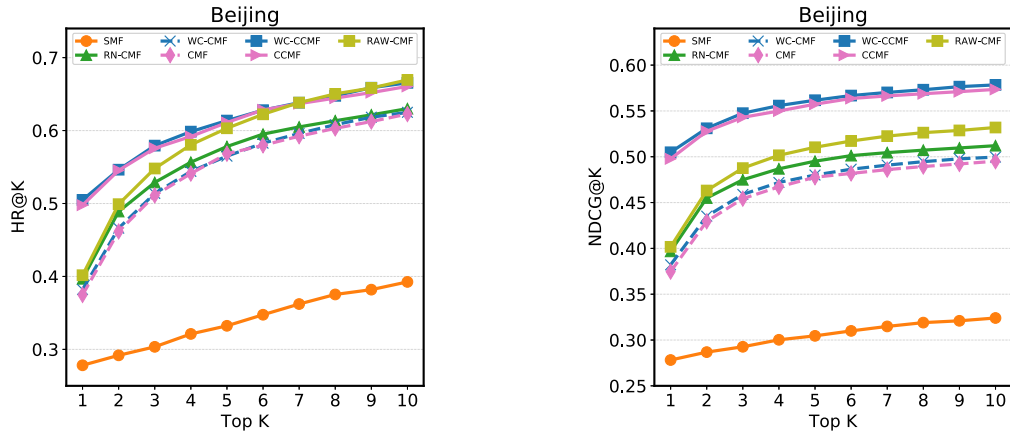 Beijing
SMF WC-CMF WC-CCMF RAW-CMF
RN-CMF CMF CCMF
HR@K
0.7
0.6
0.5
0.4
0.3
1 2 3 4 5 6 7 8 9 10
Top K
Beijing
SMF WC-CMF WC-CCMF RAW-CMF
RN-CMF CMF CCMF
NDCG@K
0.60
0.55
0.50
0.45
0.40
0.35
0.30
0.25
1 2 3 4 5 6 7 8 9 10
Top K